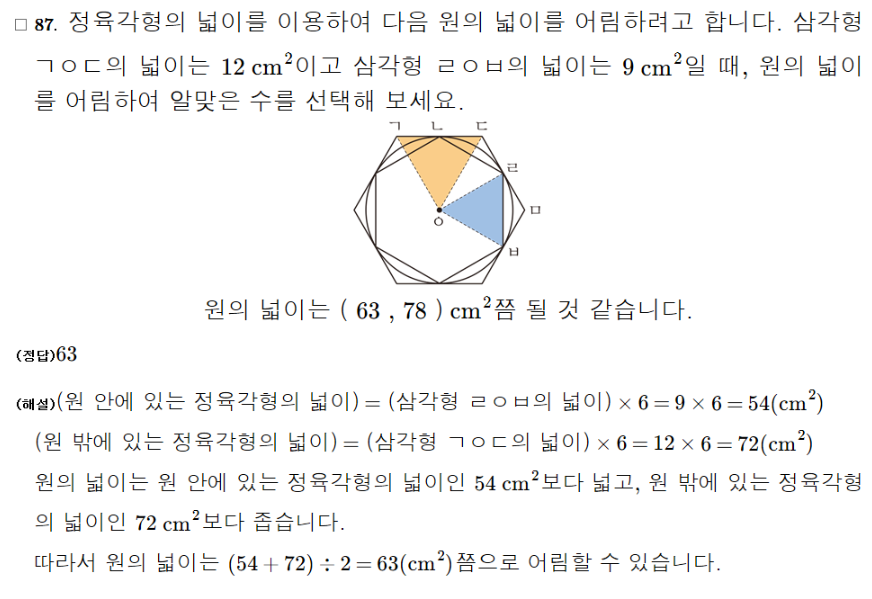 □ 87. 정육각형의 넓이를 이용하여 다음 원의 넓이를 어림하려고 합니다. 삼각형
ㄱㅇㄷ의 넓이는 12 cm²이고 삼각형 ㄹㅇㅂ의 넓이는 9 cm²일 때, 원의 넓이
를 어림하여 알맞은 수를 선택해 보세요.
ㄱ ㄴ ㄷ
ㄹ
ㅁ
ㅇ
ㅂ
원의 넓이는 ( 63 , 78 ) cm²쯤 될 것 같습니다.
(정답)63
(해설)(원 안에 있는 정육각형의 넓이) = (삼각형 ㄹㅇㅂ의 넓이) × 6 = 9 × 6 = 54(cm²)
(원 밖에 있는 정육각형의 넓이) = (삼각형 ㄱㅇㄷ의 넓이) × 6 = 12 × 6 = 72(cm²)
원의 넓이는 원 안에 있는 정육각형의 넓이인 54 cm²보다 넓고, 원 밖에 있는 정육각형
의 넓이인 72 cm²보다 좁습니다.
따라서 원의 넓이는 (54 + 72) ÷ 2 = 63(cm²)쯤으로 어림할 수 있습니다.